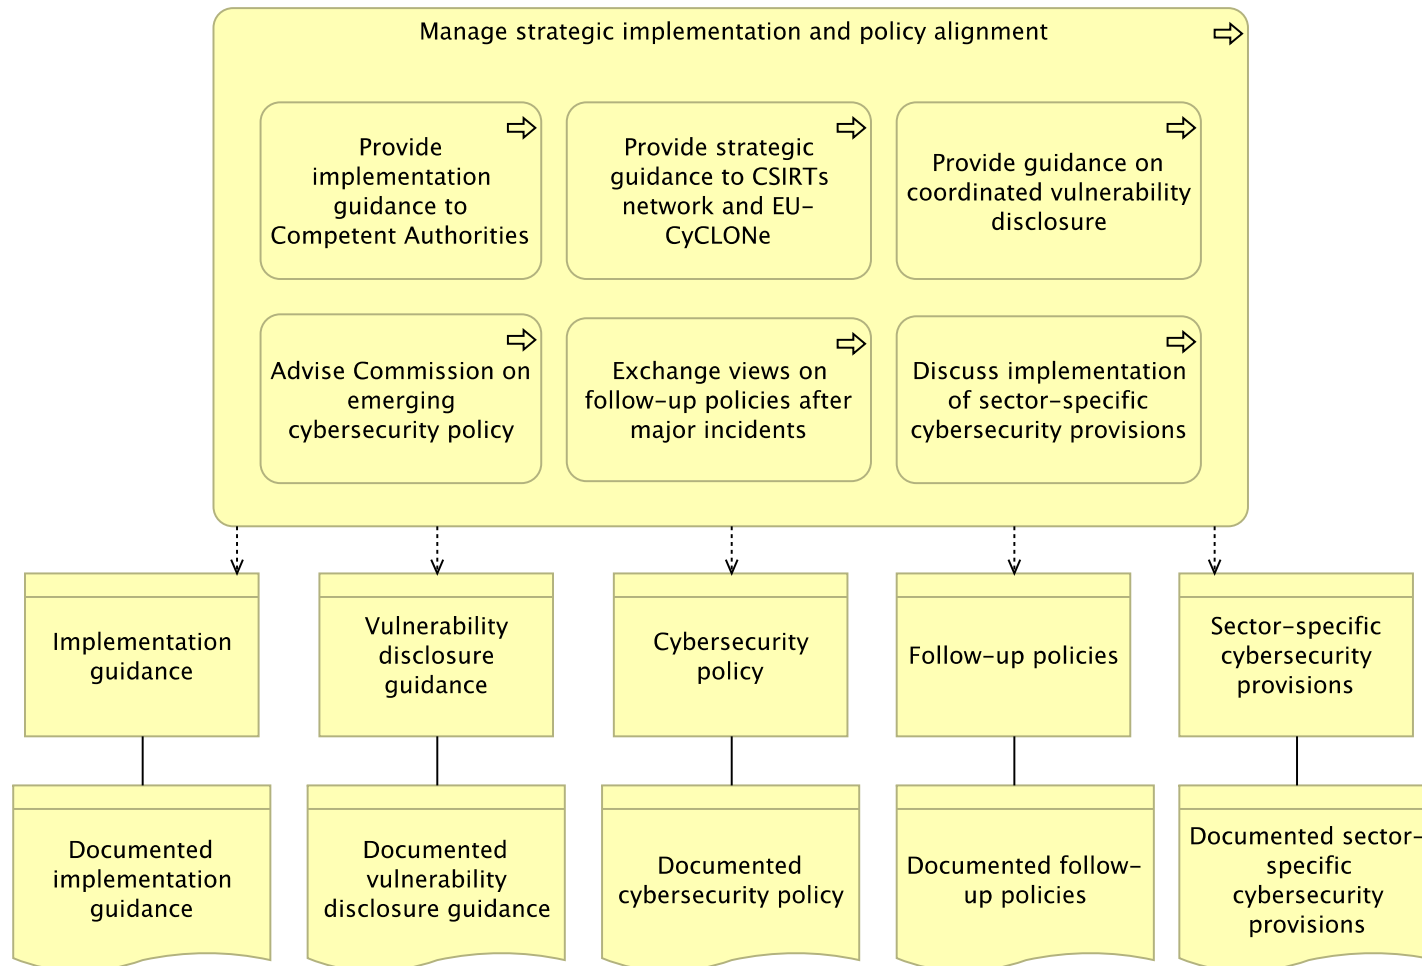 Manage strategic implementation and policy alignment
Provide
implementation
guidance to
Competent Authorities
Provide strategic
guidance to CSIRTs
network and EU-
CyCLONe
Provide guidance on
coordinated vulnerability
disclosure
Advise Commission on
emerging
cybersecurity policy
Exchange views on
follow-up policies after
major incidents
Discuss implementation
of sector-specific
cybersecurity provisions
Implementation
guidance
Vulnerability
disclosure
guidance
Cybersecurity
policy
Follow-up policies
Sector-specific
cybersecurity
provisions
Documented
implementation
guidance
Documented
vulnerability
disclosure guidance
Documented
cybersecurity policy
Documented follow-
up policies
Documented sector-
specific
cybersecurity
provisions